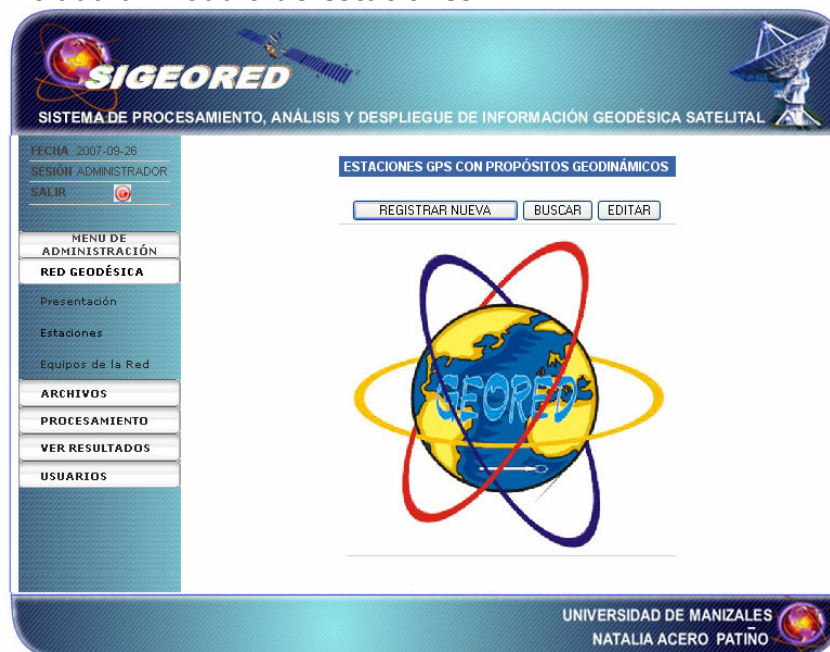 SIGEORED
SISTEMA DE PROCESAMIENTO, ANÁLISIS Y DESPLIEGUE DE INFORMACIÓN GEODÉSICA SATELITAL
FECHA 2007-09-26
SESIÓN ADMINISTRADOR
SALIR
MENU DE
ADMINISTRACIÓN
RED GEODÉSICA
Presentación
Estaciones
Equipos de la Red
ARCHIVOS
PROCESAMIENTO
VER RESULTADOS
USUARIOS
ESTACIONES GPS CON PROPÓSITOS GEODINÁMICOS
REGISTRAR NUEVA BUSCAR EDITAR
GEORED
UNIVERSIDAD DE MANIZALES
NATALIA ACERO PATIÑO